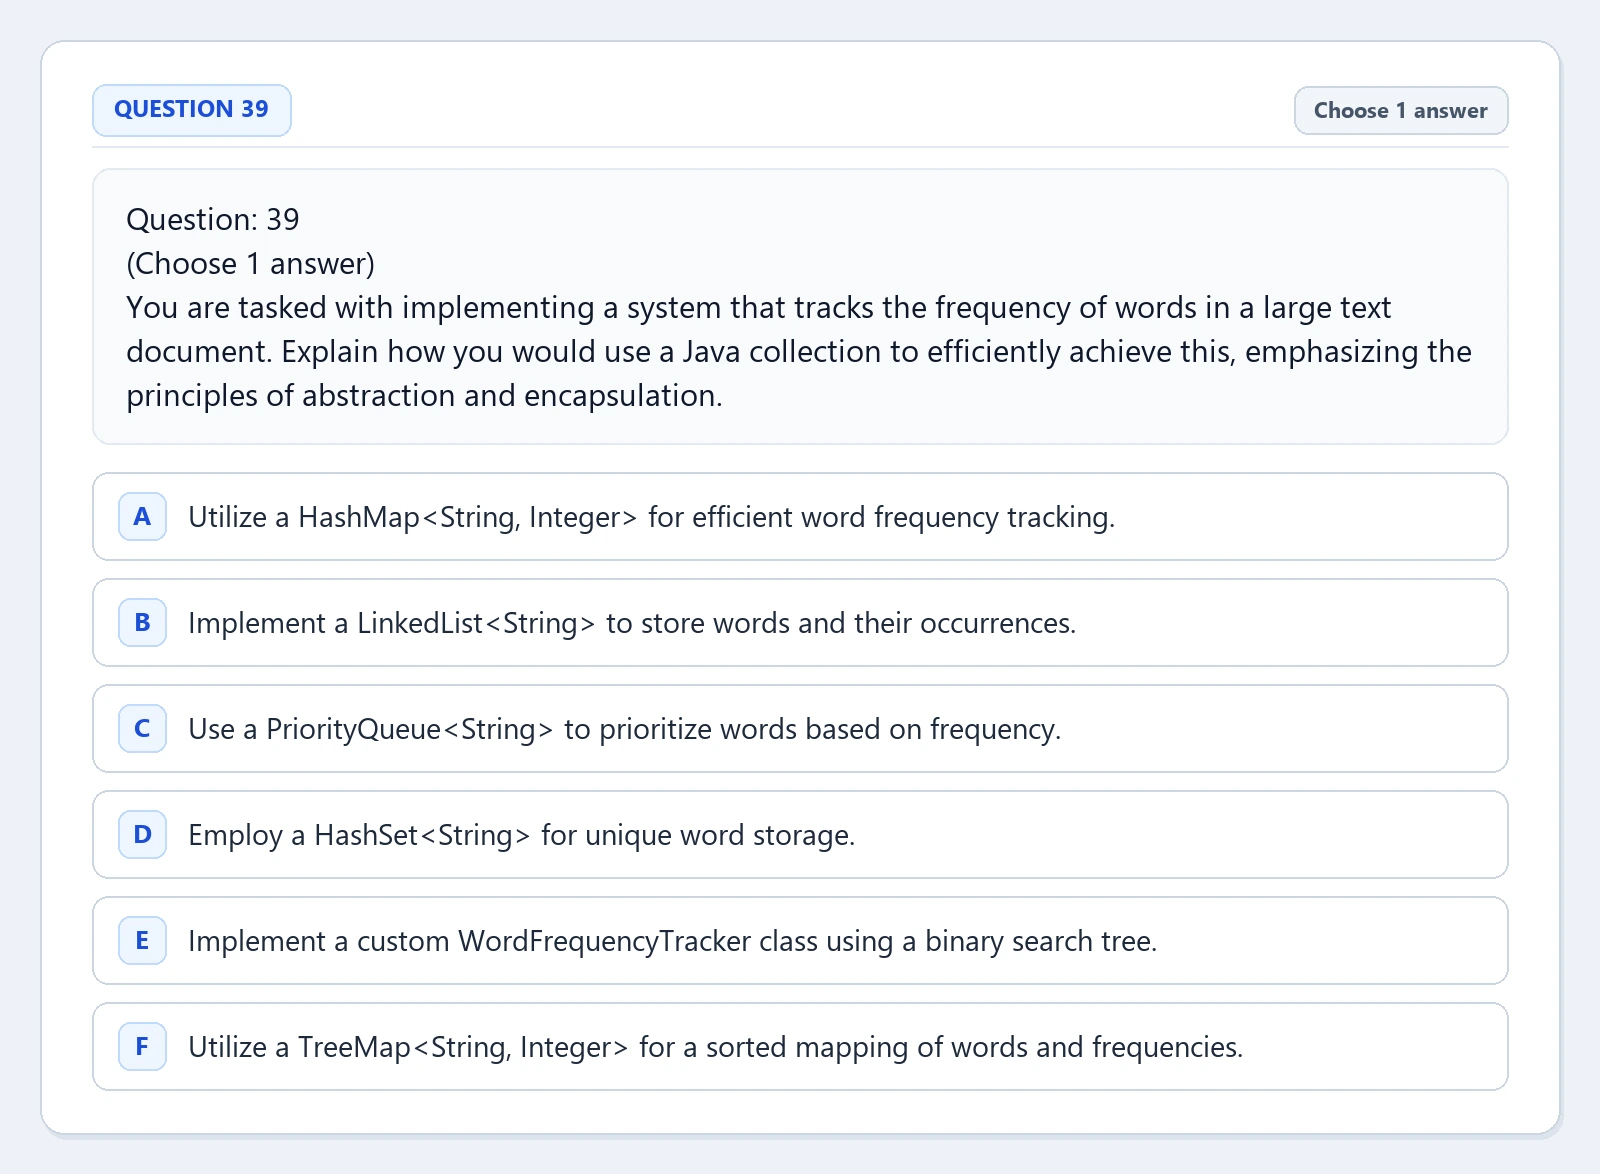 QUESTION 39
Choose 1 answer
Question: 39
(Choose 1 answer)
You are tasked with implementing a system that tracks the frequency of words in a large text
document. Explain how you would use a Java collection to efficiently achieve this, emphasizing the
principles of abstraction and encapsulation.
A Utilize a HashMap<String, Integer> for efficient word frequency tracking.
B Implement a LinkedList<String> to store words and their occurrences.
C Use a PriorityQueue<String> to prioritize words based on frequency.
D Employ a HashSet<String> for unique word storage.
E Implement a custom WordFrequencyTracker class using a binary search tree.
F Utilize a TreeMap<String, Integer> for a sorted mapping of words and frequencies.